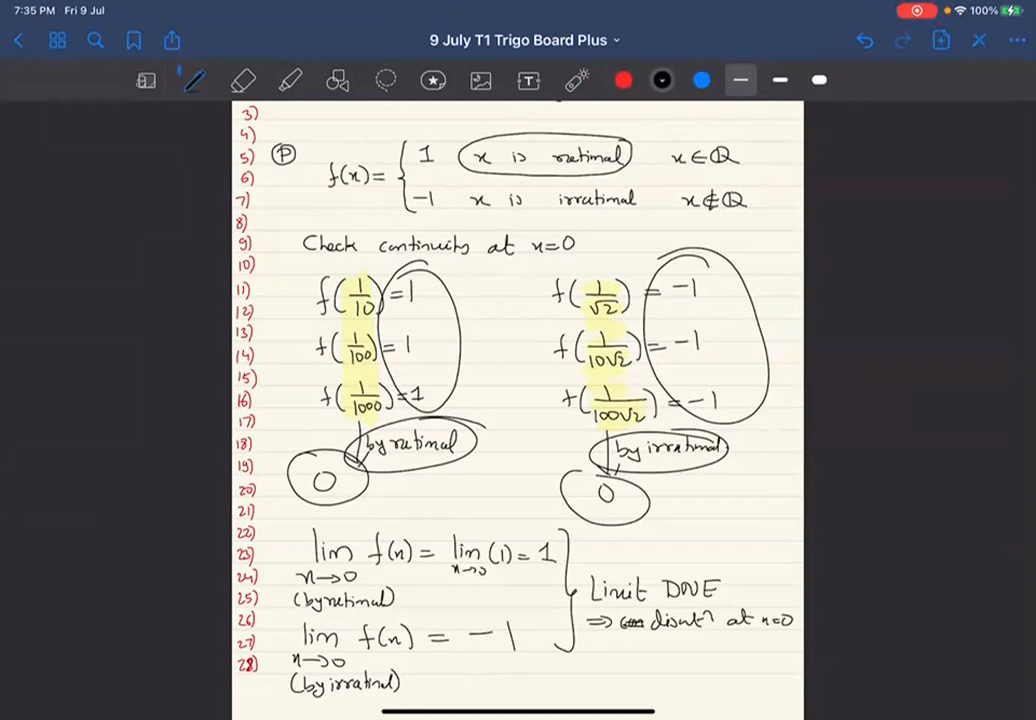 7:35 PM Fri 9 Jul
100%
9 July T1 Trigo Board Plus
3)
4)
5) Ⓟ f(x) = { 1 x is rational x ∈ ℚ
6)
7) -1 x is irrational x ∉ ℚ
8)
9) Check continuity at x=0
10)
11) f(1/10) = 1 f(1/√2) = -1
12)
13)
14) f(1/100) = 1 f(1/10√2) = -1
15)
16) f(1/1000) = 1 f(1/100√2) = -1
17)
18) by rational by irrational
19)
20) 0 0
21)
22)
23) lim x→0 f(x) = lim x→0 (1) = 1
24)
25) (by rational) Limit DNE
26) ⇒ discontⁿ at x=0
27) lim x→0 f(x) = -1
28)
(by irrational)